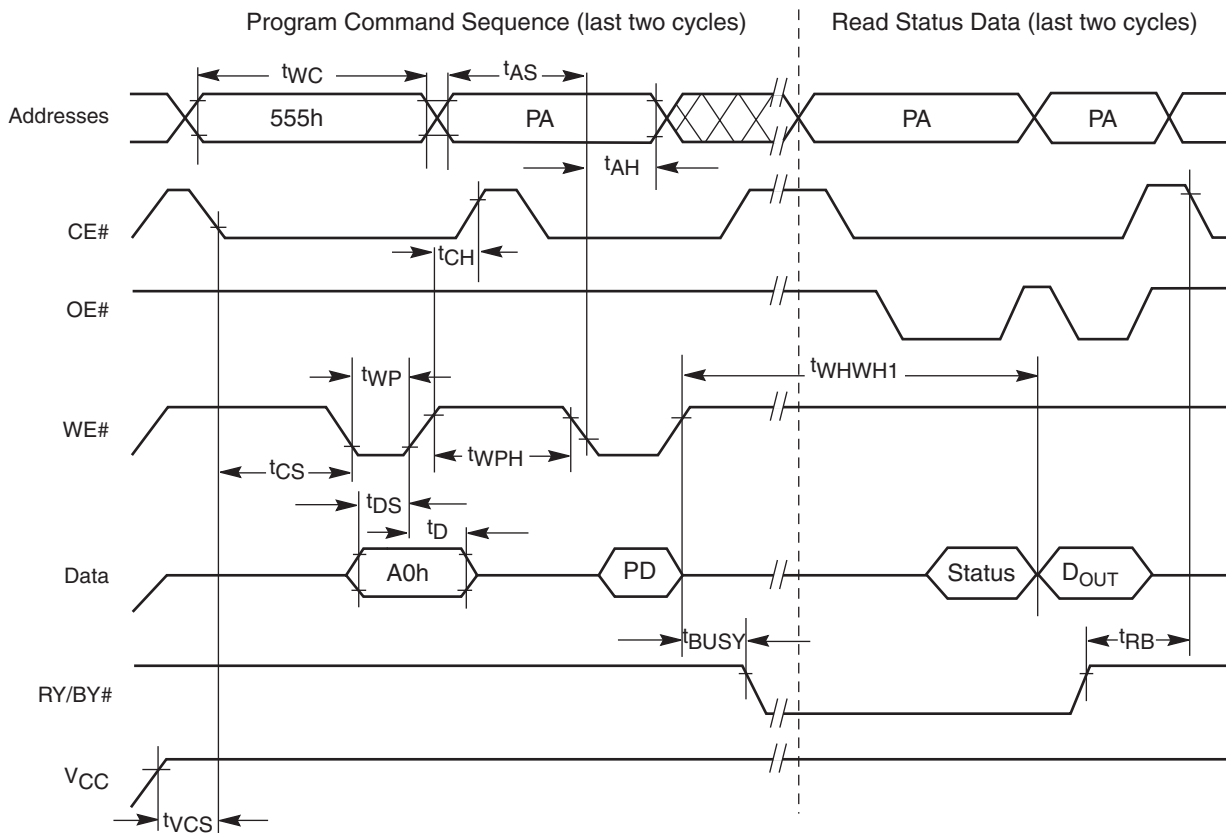 Program Command Sequence (last two cycles)
Read Status Data (last two cycles)
tWC
tAS
Addresses
555h
PA
PA
PA
tAH
CE#
tCH
OE#
tWP
tWHWH1
WE#
tCS
tWPH
tDS
tD
Data
A0h
PD
Status
DOUT
tBUSY
tRB
RY/BY#
VCC
tVCS